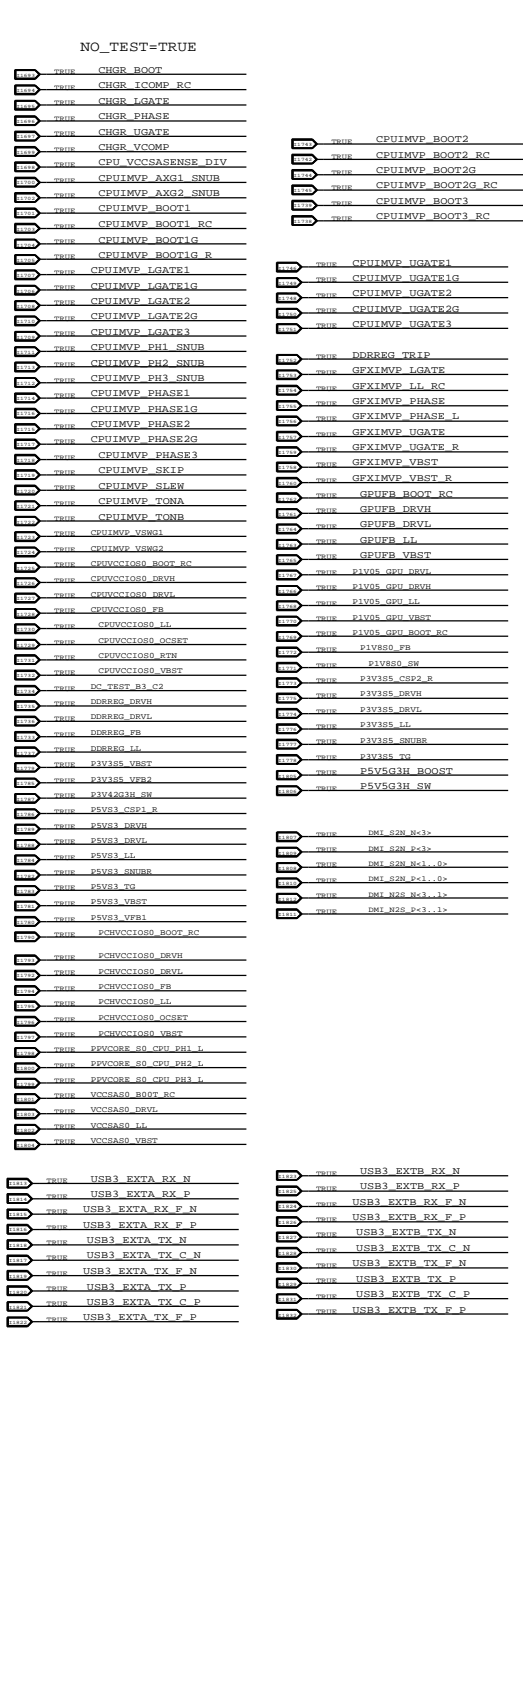 NO_TEST=TRUE
TRUE CHGR_BOOT
TRUE CHGR_ICOMP_RC
TRUE CHGR_LGATE
TRUE CHGR_PHASE
TRUE CHGR_UGATE
TRUE CHGR_VCOMP
TRUE CPU_VCCSASENSE_DIV
TRUE CPUIMVP_AXG1_SNUB
TRUE CPUIMVP_AXG2_SNUB
TRUE CPUIMVP_BOOT1
TRUE CPUIMVP_BOOT1_RC
TRUE CPUIMVP_BOOT1G
TRUE CPUIMVP_BOOT1G_R
TRUE CPUIMVP_LGATE1
TRUE CPUIMVP_LGATE1G
TRUE CPUIMVP_LGATE2
TRUE CPUIMVP_LGATE2G
TRUE CPUIMVP_LGATE3
TRUE CPUIMVP_PH1_SNUB
TRUE CPUIMVP_PH2_SNUB
TRUE CPUIMVP_PH3_SNUB
TRUE CPUIMVP_PHASE1
TRUE CPUIMVP_PHASE1G
TRUE CPUIMVP_PHASE2
TRUE CPUIMVP_PHASE2G
TRUE CPUIMVP_PHASE3
TRUE CPUIMVP_SKIP
TRUE CPUIMVP_SLEW
TRUE CPUIMVP_TONA
TRUE CPUIMVP_TONB
TRUE CPUIMVP_VSWG1
TRUE CPUIMVP_VSWG2
TRUE CPUVCCIOS0_BOOT_RC
TRUE CPUVCCIOS0_DRVH
TRUE CPUVCCIOS0_DRVL
TRUE CPUVCCIOS0_FB
TRUE CPUVCCIOS0_LL
TRUE CPUVCCIOS0_OCSET
TRUE CPUVCCIOS0_RTN
TRUE CPUVCCIOS0_VBST
TRUE DC_TEST_B3_C2
TRUE DDRREG_DRVH
TRUE DDRREG_DRVL
TRUE DDRREG_FB
TRUE DDRREG_LL
TRUE P3V3S5_VBST
TRUE P3V3S5_VFB2
TRUE P3V42G3H_SW
TRUE P5VS3_CSP1_R
TRUE P5VS3_DRVH
TRUE P5VS3_DRVL
TRUE P5VS3_LL
TRUE P5VS3_SNUBR
TRUE P5VS3_TG
TRUE P5VS3_VBST
TRUE P5VS3_VFB1
TRUE PCHVCCIOS0_BOOT_RC
TRUE PCHVCCIOS0_DRVH
TRUE PCHVCCIOS0_DRVL
TRUE PCHVCCIOS0_FB
TRUE PCHVCCIOS0_LL
TRUE PCHVCCIOS0_OCSET
TRUE PCHVCCIOS0_VBST
TRUE PPVCORE_S0_CPU_PH1_L
TRUE PPVCORE_S0_CPU_PH2_L
TRUE PPVCORE_S0_CPU_PH3_L
TRUE VCCSAS0_B00T_RC
TRUE VCCSAS0_DRVL
TRUE VCCSAS0_LL
TRUE VCCSAS0_VBST
TRUE USB3_EXTA_RX_N
TRUE USB3_EXTA_RX_P
TRUE USB3_EXTA_RX_F_N
TRUE USB3_EXTA_RX_F_P
TRUE USB3_EXTA_TX_N
TRUE USB3_EXTA_TX_C_N
TRUE USB3_EXTA_TX_F_N
TRUE USB3_EXTA_TX_P
TRUE USB3_EXTA_TX_C_P
TRUE USB3_EXTA_TX_F_P
TRUE CPUIMVP_BOOT2
TRUE CPUIMVP_BOOT2_RC
TRUE CPUIMVP_BOOT2G
TRUE CPUIMVP_BOOT2G_RC
TRUE CPUIMVP_BOOT3
TRUE CPUIMVP_BOOT3_RC
TRUE CPUIMVP_UGATE1
TRUE CPUIMVP_UGATE1G
TRUE CPUIMVP_UGATE2
TRUE CPUIMVP_UGATE2G
TRUE CPUIMVP_UGATE3
TRUE DDRREG_TRIP
TRUE GFXIMVP_LGATE
TRUE GFXIMVP_LL_RC
TRUE GFXIMVP_PHASE
TRUE GFXIMVP_PHASE_L
TRUE GFXIMVP_UGATE
TRUE GFXIMVP_UGATE_R
TRUE GFXIMVP_VBST
TRUE GFXIMVP_VBST_R
TRUE GPUFB_BOOT_RC
TRUE GPUFB_DRVH
TRUE GPUFB_DRVL
TRUE GPUFB_LL
TRUE GPUFB_VBST
TRUE P1V05_GPU_DRVL
TRUE P1V05_GPU_DRVH
TRUE P1V05_GPU_LL
TRUE P1V05_GPU_VBST
TRUE P1V05_GPU_BOOT_RC
TRUE P1V8S0_FB
TRUE P1V8S0_SW
TRUE P3V3S5_CSP2_R
TRUE P3V3S5_DRVH
TRUE P3V3S5_DRVL
TRUE P3V3S5_LL
TRUE P3V3S5_SNUBR
TRUE P3V3S5_TG
TRUE P5V5G3H_BOOST
TRUE P5V5G3H_SW
TRUE DMI_S2N_N<3>
TRUE DMI_S2N_P<3>
TRUE DMI_S2N_N<1..0>
TRUE DMI_S2N_P<1..0>
TRUE DMI_N2S_N<3..1>
TRUE DMI_N2S_P<3..1>
TRUE USB3_EXTB_RX_N
TRUE USB3_EXTB_RX_P
TRUE USB3_EXTB_RX_F_N
TRUE USB3_EXTB_RX_F_P
TRUE USB3_EXTB_TX_N
TRUE USB3_EXTB_TX_C_N
TRUE USB3_EXTB_TX_F_N
TRUE USB3_EXTB_TX_P
TRUE USB3_EXTB_TX_C_P
TRUE USB3_EXTB_TX_F_P